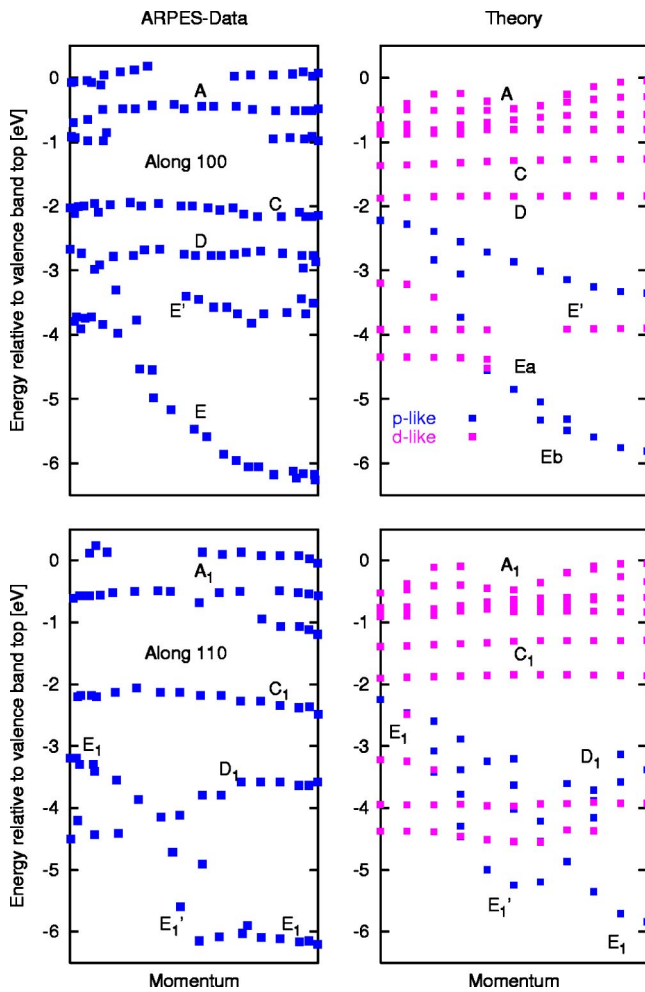 ARPES-Data
Theory
Energy relative to valence band top [eV]
0
-1
-2
-3
-4
-5
-6
A
Along 100
C
D
E'
E
0
-1
-2
-3
-4
-5
-6
A
C
D
E'
Ea
p-like
d-like
Eb
Energy relative to valence band top [eV]
0
-1
-2
-3
-4
-5
-6
A₁
Along 110
C₁
E₁
D₁
E₁'
E₁
Momentum
0
-1
-2
-3
-4
-5
-6
A₁
C₁
E₁
D₁
E₁'
E₁
Momentum